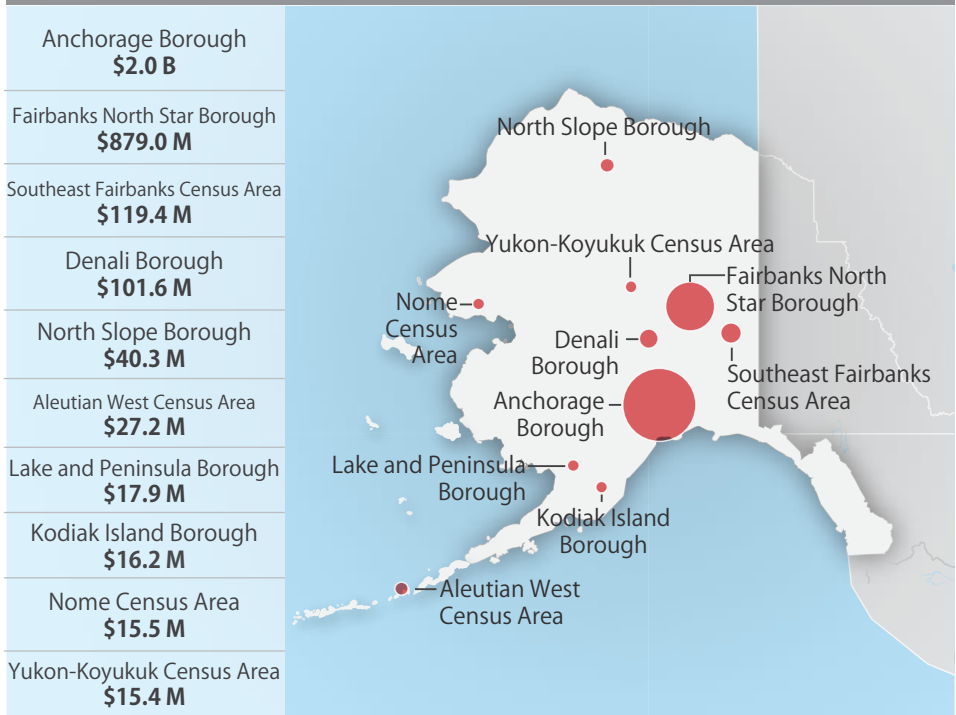 Anchorage Borough
$2.0 B
Fairbanks North Star Borough
$879.0 M
Southeast Fairbanks Census Area
$119.4 M
Denali Borough
$101.6 M
North Slope Borough
$40.3 M
Aleutian West Census Area
$27.2 M
Lake and Peninsula Borough
$17.9 M
Kodiak Island Borough
$16.2 M
Nome Census Area
$15.5 M
Yukon-Koyukuk Census Area
$15.4 M
North Slope Borough
Yukon-Koyukuk Census Area
Fairbanks North
Star Borough
Nome
Census
Area
Denali
Borough
Southeast Fairbanks
Census Area
Anchorage
Borough
Lake and Peninsula
Borough
Kodiak Island
Borough
Aleutian West
Census Area